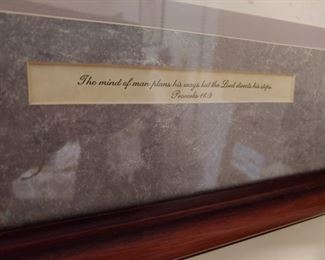 The mind of man plans his ways but the Lord directs his steps.
Proverbs 16:9